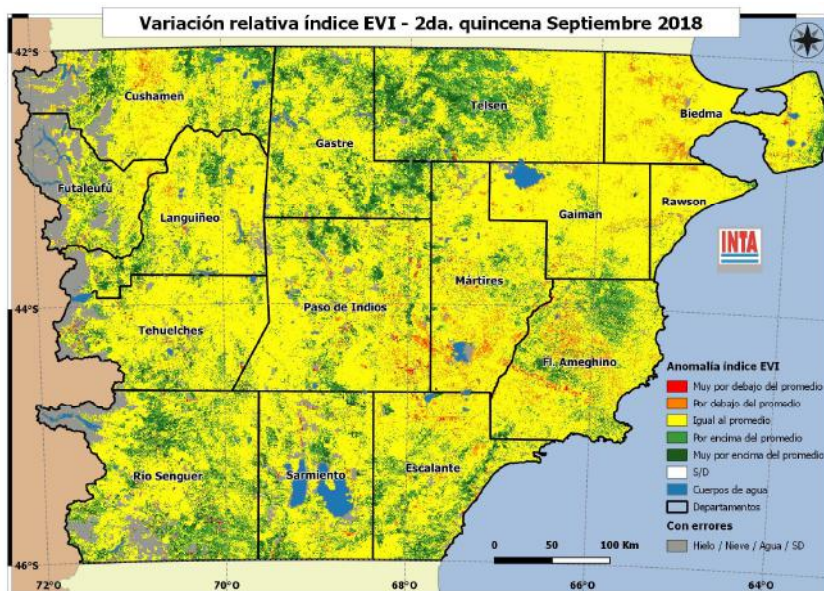 Variación relativa índice EVI - 2da. quincena Septiembre 2018
42°S
Cushamen
Telsen
Biedma
Gastre
Futaleufú
Languiñeo
Gaiman
Rawson
INTA
Mártires
44°S
Paso de Indios
Tehuelches
Fl. Ameghino
Anomalía índice EVI
Muy por debajo del promedio
Por debajo del promedio
Igual al promedio
Por encima del promedio
Muy por encima del promedio
S/D
Cuerpos de agua
Departamentos
Con errores
Hielo / Nieve / Agua / SD
Río Senguer
Sarmiento
Escalante
0 50 100 Km
46°S
72°O 70°O 68°O 66°O 64°O